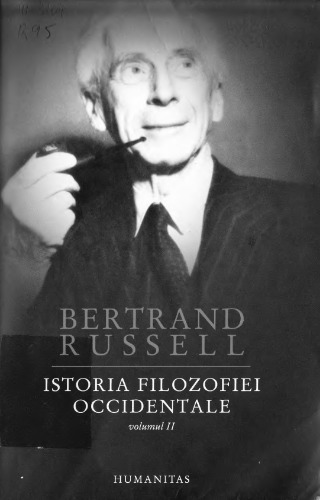 BERTRAND
RUSSELL
ISTORIA FILOZOFIEI
OCCIDENTALE
volumul II
HUMANITAS